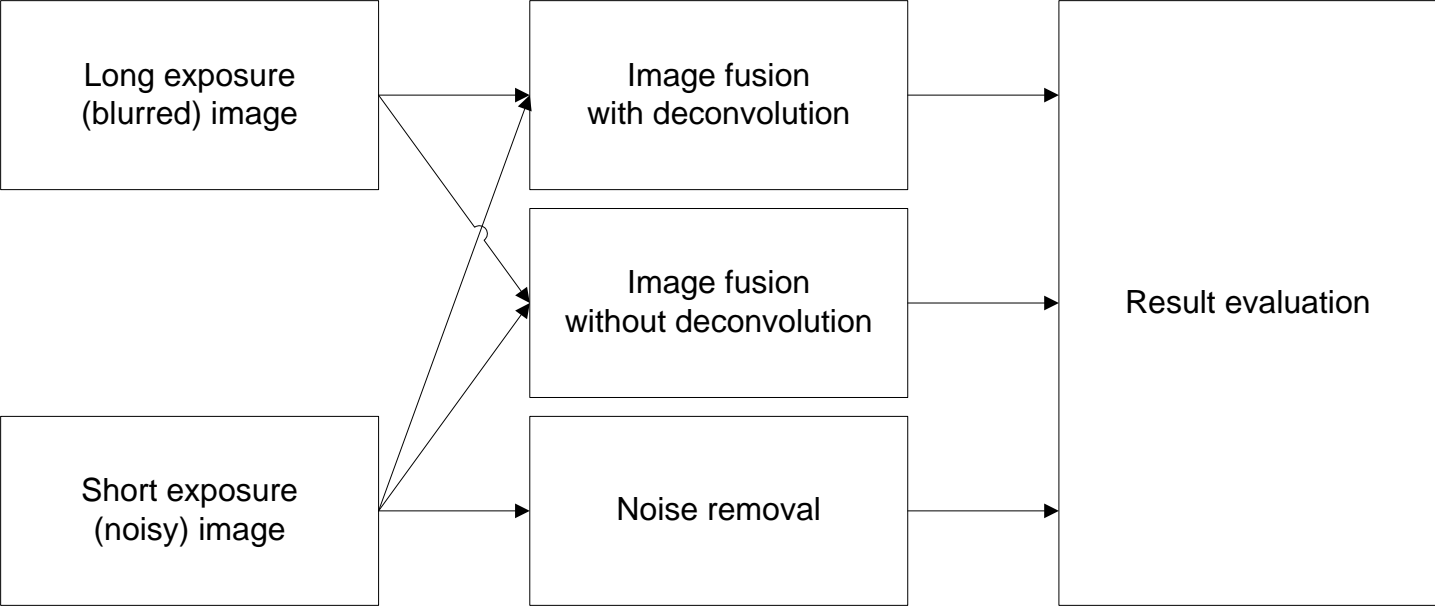 Long exposure
(blurred) image
Image fusion
with deconvolution
Image fusion
without deconvolution
Result evaluation
Short exposure
(noisy) image
Noise removal